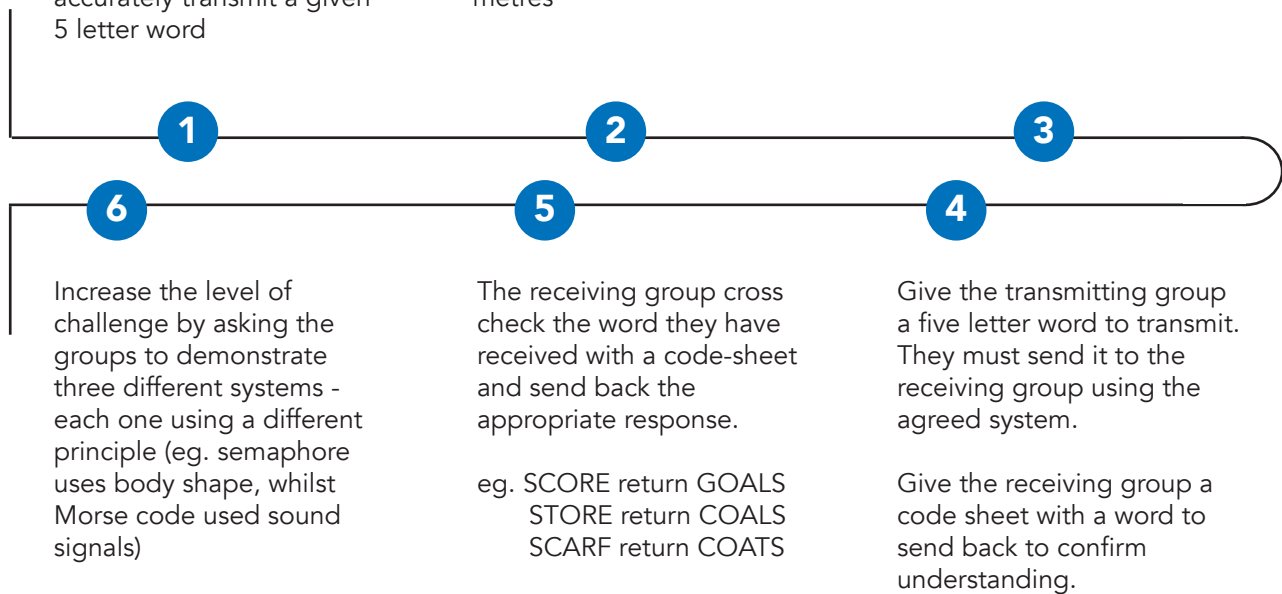 accurately transmit a given
5 letter word
metres
1
2
3
6
5
4
Increase the level of
challenge by asking the
groups to demonstrate
three different systems -
each one using a different
principle (eg. semaphore
uses body shape, whilst
Morse code used sound
signals)
The receiving group cross
check the word they have
received with a code-sheet
and send back the
appropriate response.
eg. SCORE return GOALS
STORE return COALS
SCARF return COATS
Give the transmitting group
a five letter word to transmit.
They must send it to the
receiving group using the
agreed system.
Give the receiving group a
code sheet with a word to
send back to confirm
understanding.